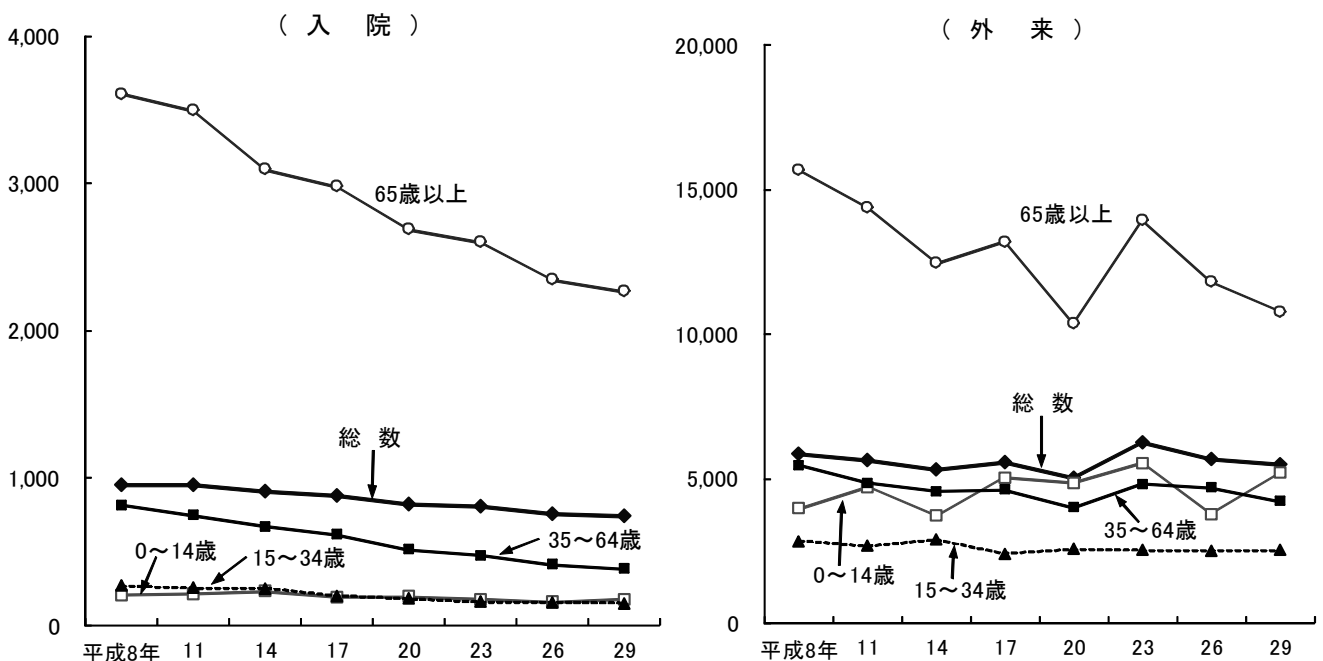 （ 入 院 ）
4,000
3,000
2,000
1,000
0
65歳以上
総 数
35～64歳
0～14歳
15～34歳
平成8年 11 14 17 20 23 26 29
（ 外 来 ）
20,000
15,000
10,000
5,000
0
65歳以上
総 数
35～64歳
0～14歳
15～34歳
平成8年 11 14 17 20 23 26 29